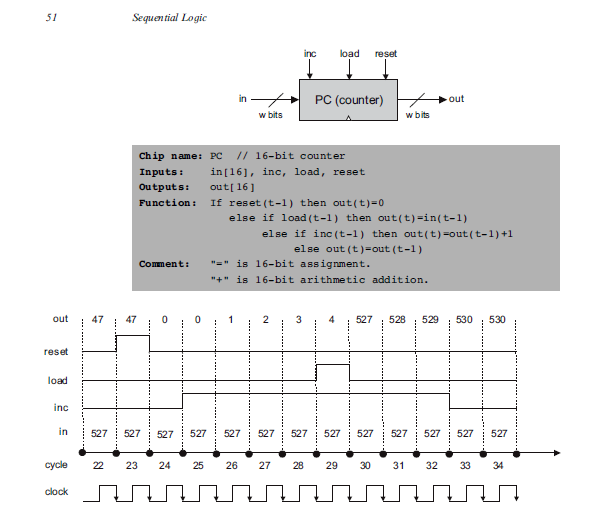 51 Sequential Logic
inc load reset
in PC (counter) out
w bits w bits
Chip name: PC // 16-bit counter
Inputs: in[16], inc, load, reset
Outputs: out[16]
Function: If reset(t-1) then out(t)=0
else if load(t-1) then out(t)=in(t-1)
else if inc(t-1) then out(t)=out(t-1)+1
else out(t)=out(t-1)
Comment: "=" is 16-bit assignment.
"+" is 16-bit arithmetic addition.
out 47 47 0 0 1 2 3 4 527 528 529 530 530
reset
load
inc
in 527 527 527 527 527 527 527 527 527 527 527 527 527
cycle 22 23 24 25 26 27 28 29 30 31 32 33 34
clock